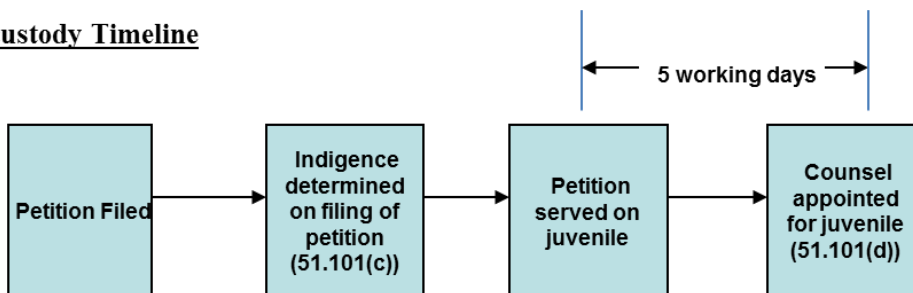 ustody Timeline
5 working days
Petition Filed
Indigence
determined
on filing of
petition
(51.101(c))
Petition
served on
juvenile
Counsel
appointed
for juvenile
(51.101(d))